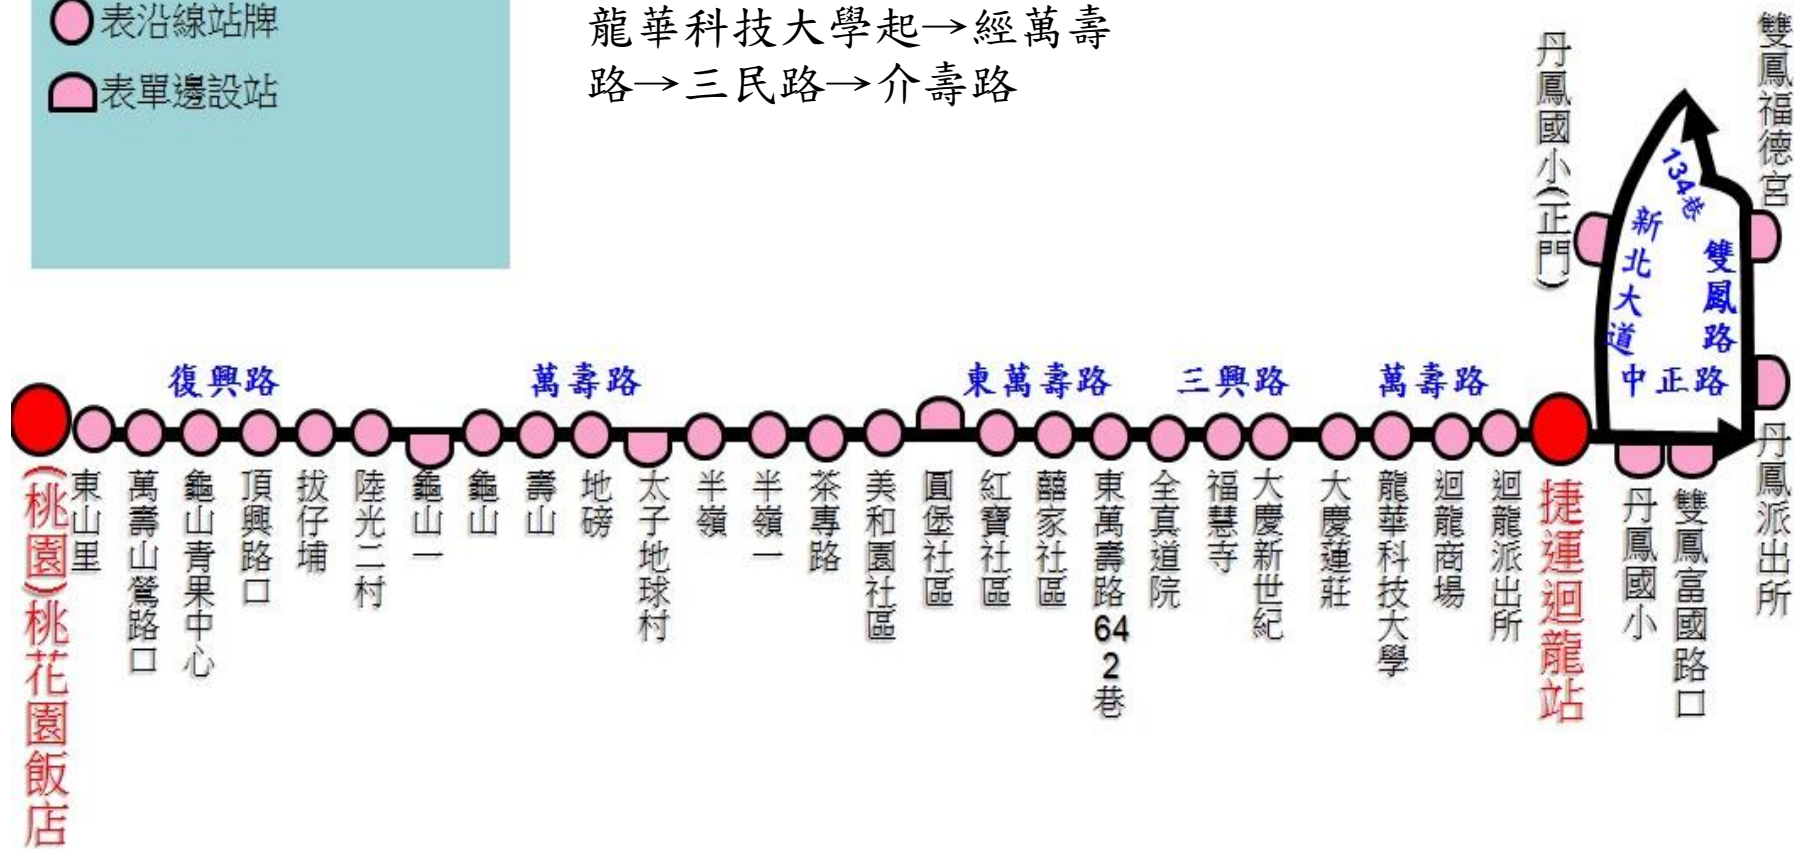 表沿線站牌
表單邊設站
龍華科技大學起→經萬壽
路→三民路→介壽路
丹鳳國小(正門)
雙鳳福德宮
134巷
新北大道
雙鳳路
中正路
復興路
萬壽路
東萬壽路
三興路
萬壽路
(桃園)桃花園飯店
東山里
萬壽山鶯路口
龜山青果中心
頂興路口
拔仔埔
陸光二村
龜山一
龜山
壽山
地磅
太子地球村
半嶺
半嶺一
茶專路
美和園社區
圓堡社區
紅寶社區
囍家社區
東萬壽路642巷
全真道院
福慧寺
大慶新世紀
大慶蓮莊
龍華科技大學
迴龍商場
迴龍派出所
捷運迴龍站
丹鳳國小
雙鳳富國路口
丹鳳派出所